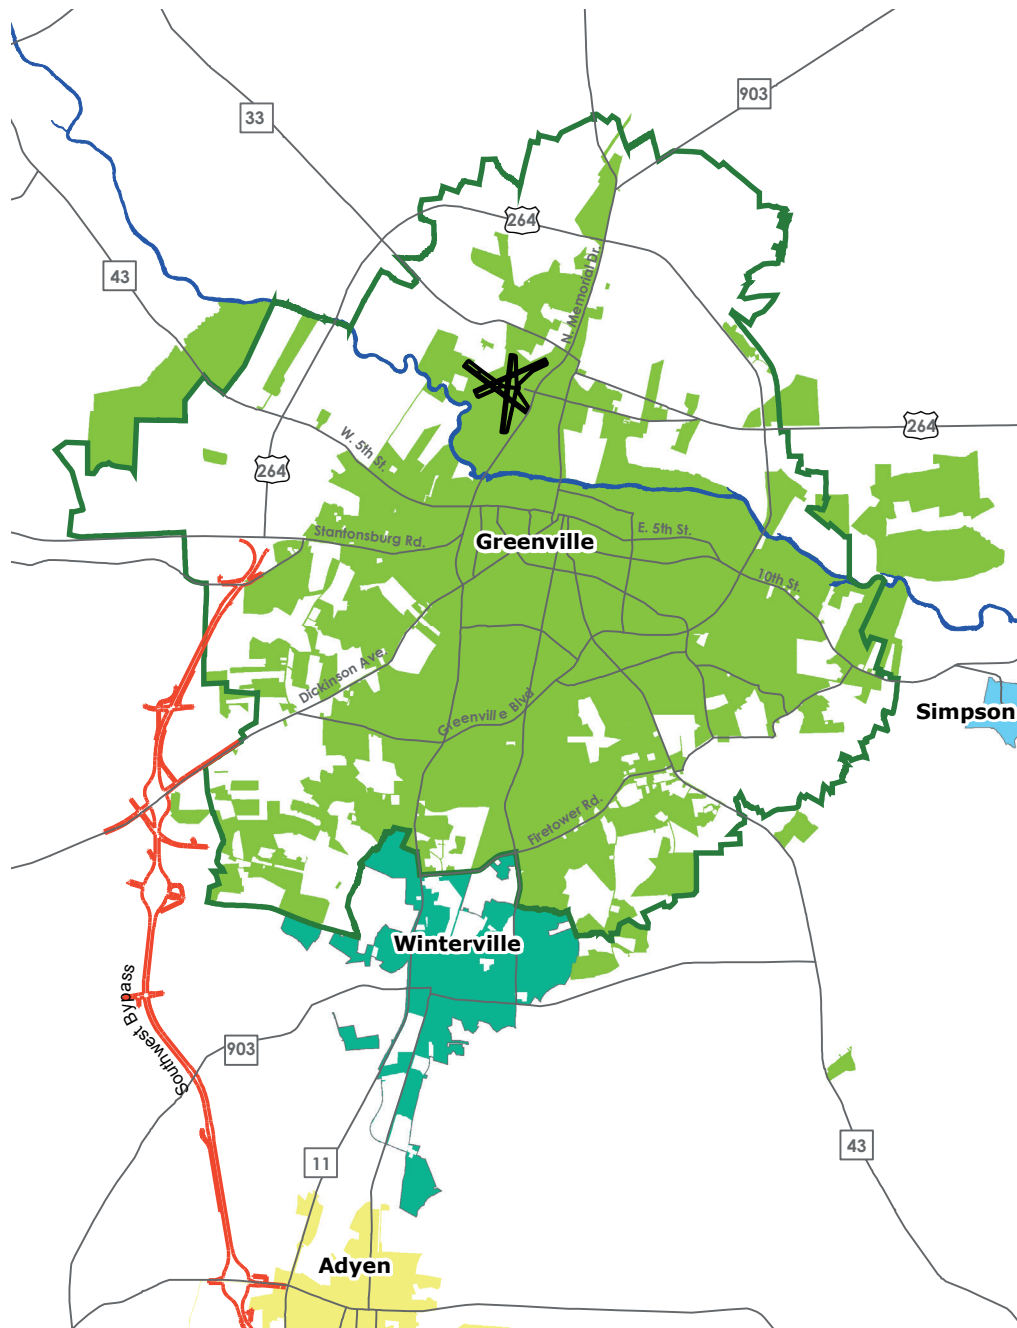 903
33
264
43
N. Memorial Dr.
264
W. 5th St.
264
Stantonsburg Rd.
E. 5th St.
Greenville
10th St.
Dickinson Ave.
Greenville Blvd
Simpson
Firetower Rd.
Winterville
Southwest Bypass
903
43
11
Adyen